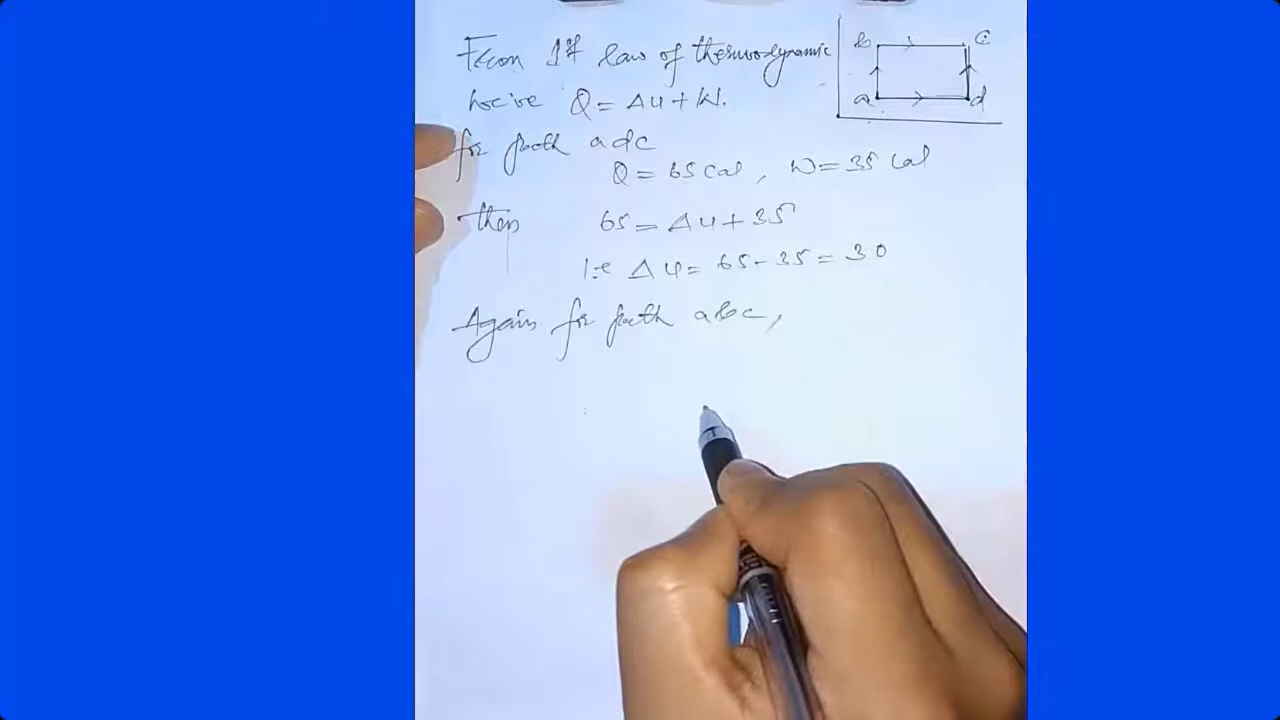 From 1st law of thermodynamic
b c
a d
we've Q = Δu + W.
for path adc
Q = 65 cal, W = 35 cal
then 65 = Δu + 35
i.e Δu = 65 - 35 = 30
Again for path abc,